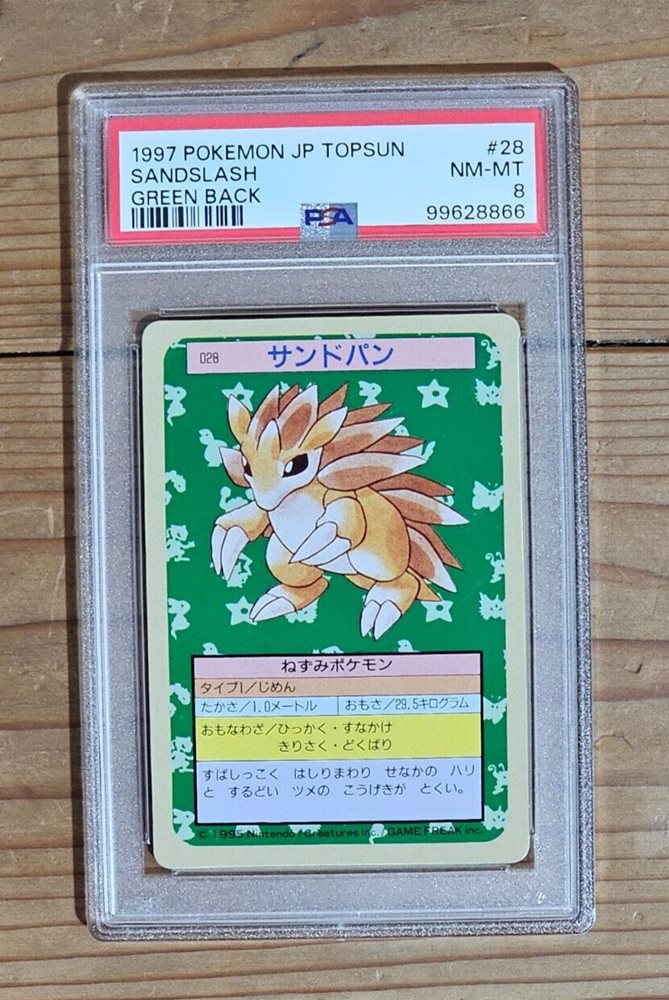 1997 POKEMON JP TOPSUN #28
SANDSLASH NM-MT
GREEN BACK 8
PSA 99628866
028 サンドパン
ねずみポケモン
タイプ1/じめん
たかさ/1.0メートル おもさ/29.5キログラム
おもなわざ/ひっかく・すなかけ
きりさく・どくばり
すばしっこく はしりまわり せなかの ハリ
と するどい ツメの こうげきが とくい。
© 1995 Nintendo/Creatures inc./GAME FREAK inc.